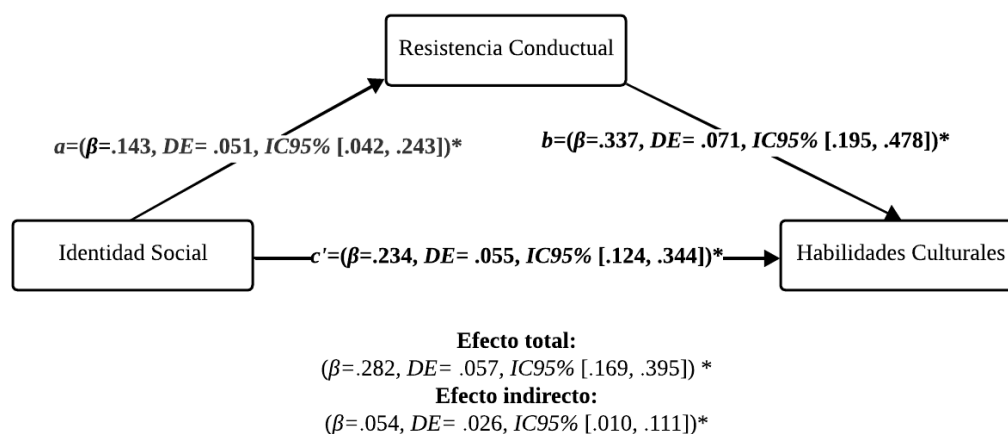 Resistencia Conductual
a=(β=.143, DE= .051, IC95% [.042, .243])*
b=(β=.337, DE= .071, IC95% [.195, .478])*
Identidad Social
c'=(β=.234, DE= .055, IC95% [.124, .344])*
Habilidades Culturales
Efecto total:
(β=.282, DE= .057, IC95% [.169, .395]) *
Efecto indirecto:
(β=.054, DE= .026, IC95% [.010, .111])*